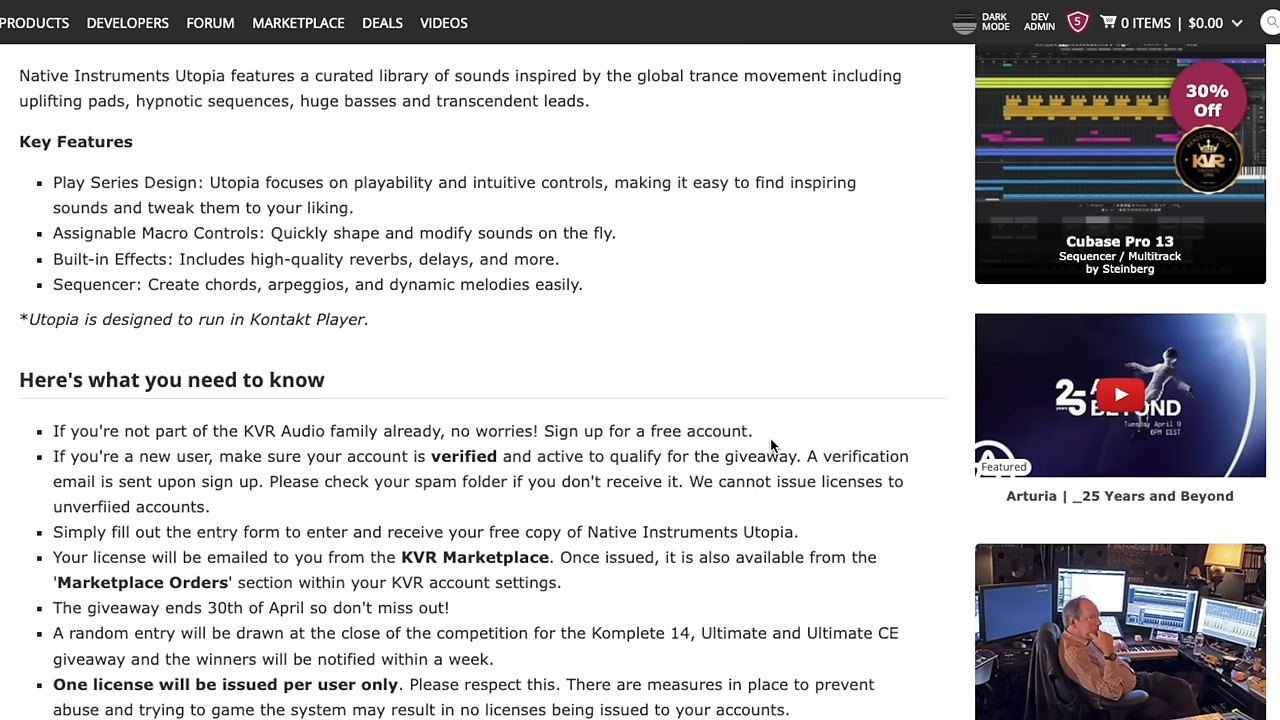 PRODUCTS DEVELOPERS FORUM MARKETPLACE DEALS VIDEOS DARK MODE DEV ADMIN 5 0 ITEMS | $0.00
Native Instruments Utopia features a curated library of sounds inspired by the global trance movement including
uplifting pads, hypnotic sequences, huge basses and transcendent leads.
Key Features
Play Series Design: Utopia focuses on playability and intuitive controls, making it easy to find inspiring
sounds and tweak them to your liking.
Assignable Macro Controls: Quickly shape and modify sounds on the fly.
Built-in Effects: Includes high-quality reverbs, delays, and more.
Sequencer: Create chords, arpeggios, and dynamic melodies easily.
*Utopia is designed to run in Kontakt Player.
Here's what you need to know
If you're not part of the KVR Audio family already, no worries! Sign up for a free account.
If you're a new user, make sure your account is verified and active to qualify for the giveaway. A verification
email is sent upon sign up. Please check your spam folder if you don't receive it. We cannot issue licenses to
unverfiied accounts.
Simply fill out the entry form to enter and receive your free copy of Native Instruments Utopia.
Your license will be emailed to you from the KVR Marketplace. Once issued, it is also available from the
'Marketplace Orders' section within your KVR account settings.
The giveaway ends 30th of April so don't miss out!
A random entry will be drawn at the close of the competition for the Komplete 14, Ultimate and Ultimate CE
giveaway and the winners will be notified within a week.
One license will be issued per user only. Please respect this. There are measures in place to prevent
abuse and trying to game the system may result in no licenses being issued to your accounts.
30%
Off
KVR
Cubase Pro 13
Sequencer / Multitrack
by Steinberg
25
years
BEYOND
Tuesday April 9
6PM CEST
Featured
Arturia | _25 Years and Beyond